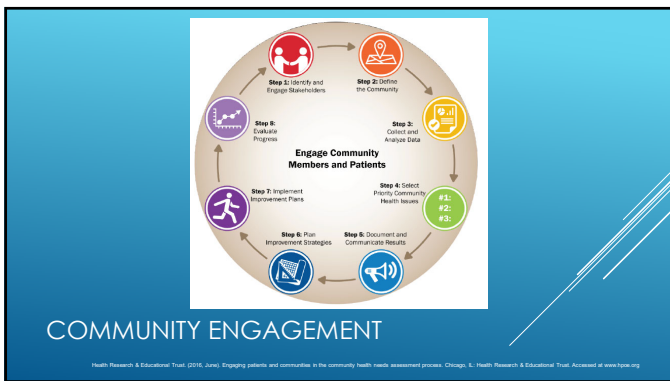 Step 1: Identify and
Engage Stakeholders
Step 2: Define
the Community
Step 3:
Collect and
Analyze Data
Step 4: Select
Priority Community
Health Issues
#1:
#2:
#3:
Step 5: Document and
Communicate Results
Step 6: Plan
Improvement Strategies
Step 7: Implement
Improvement Plans
Step 8:
Evaluate
Progress
Engage Community
Members and Patients
COMMUNITY ENGAGEMENT
Health Research & Educational Trust. (2016, June). Engaging patients and communities in the community health needs assessment process. Chicago, IL: Health Research & Educational Trust. Accessed at www.hpoe.org